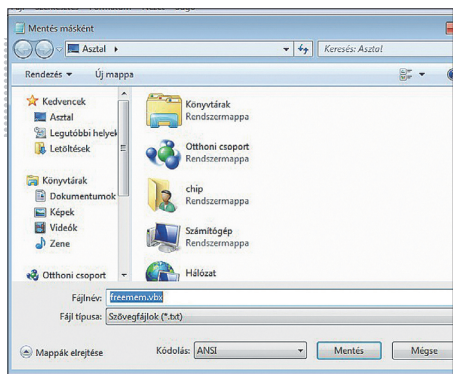 Mentés másként
Asztal
Keresés: Asztal
Rendezés
Új mappa
Kedvencek
Asztal
Legutóbbi helyek
Letöltések
Könyvtárak
Dokumentumok
Képek
Videók
Zene
Otthoni csoport
Könyvtárak
Rendszermappa
Otthoni csoport
Rendszermappa
chip
Rendszermappa
Számítógép
Rendszermappa
Hálózat
Fájlnév: freemem.vbx
Fájl típusa: Szövegfájlok (*.txt)
Mappák elrejtése
Kódolás: ANSI
Mentés
Mégse